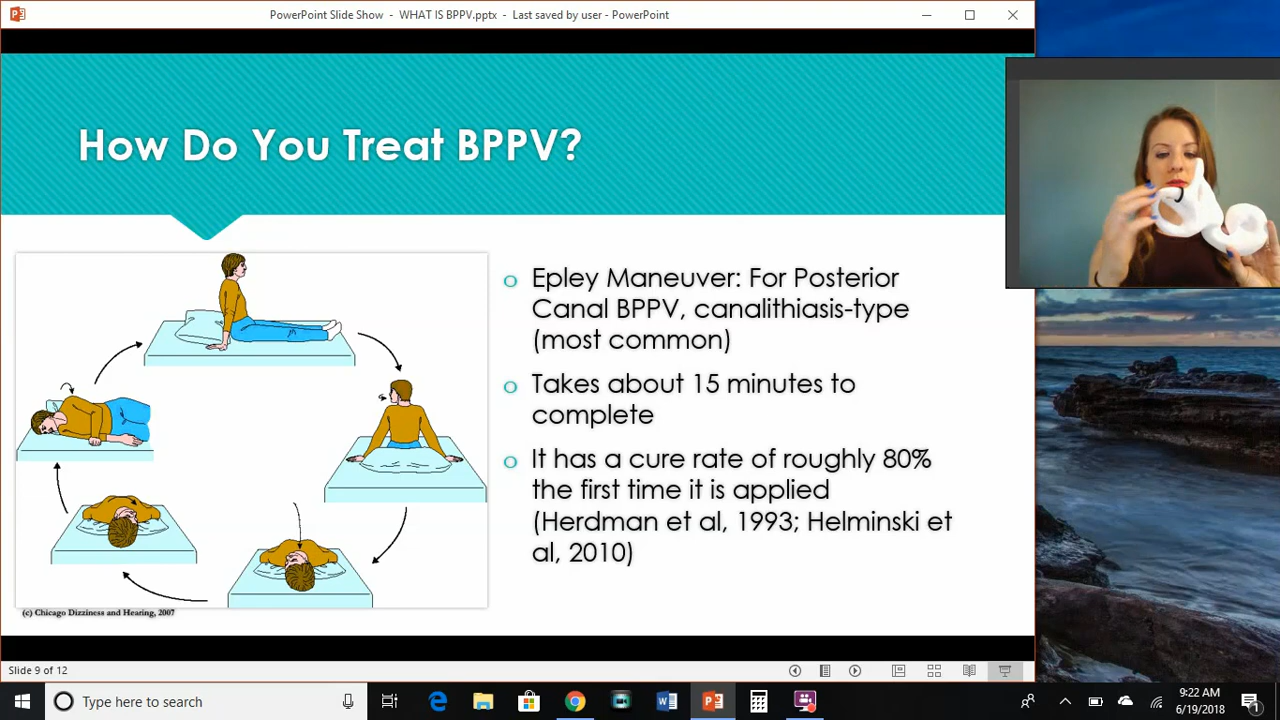 PowerPoint Slide Show - WHAT IS BPPV.pptx - Last saved by user - PowerPoint
How Do You Treat BPPV?
o Epley Maneuver: For Posterior
Canal BPPV, canalithiasis-type
(most common)
o Takes about 15 minutes to
complete
o It has a cure rate of roughly 80%
the first time it is applied
(Herdman et al, 1993; Helminski et
al, 2010)
(c) Chicago Dizziness and Hearing, 2007
Slide 9 of 12
Type here to search
9:22 AM
6/19/2018
1